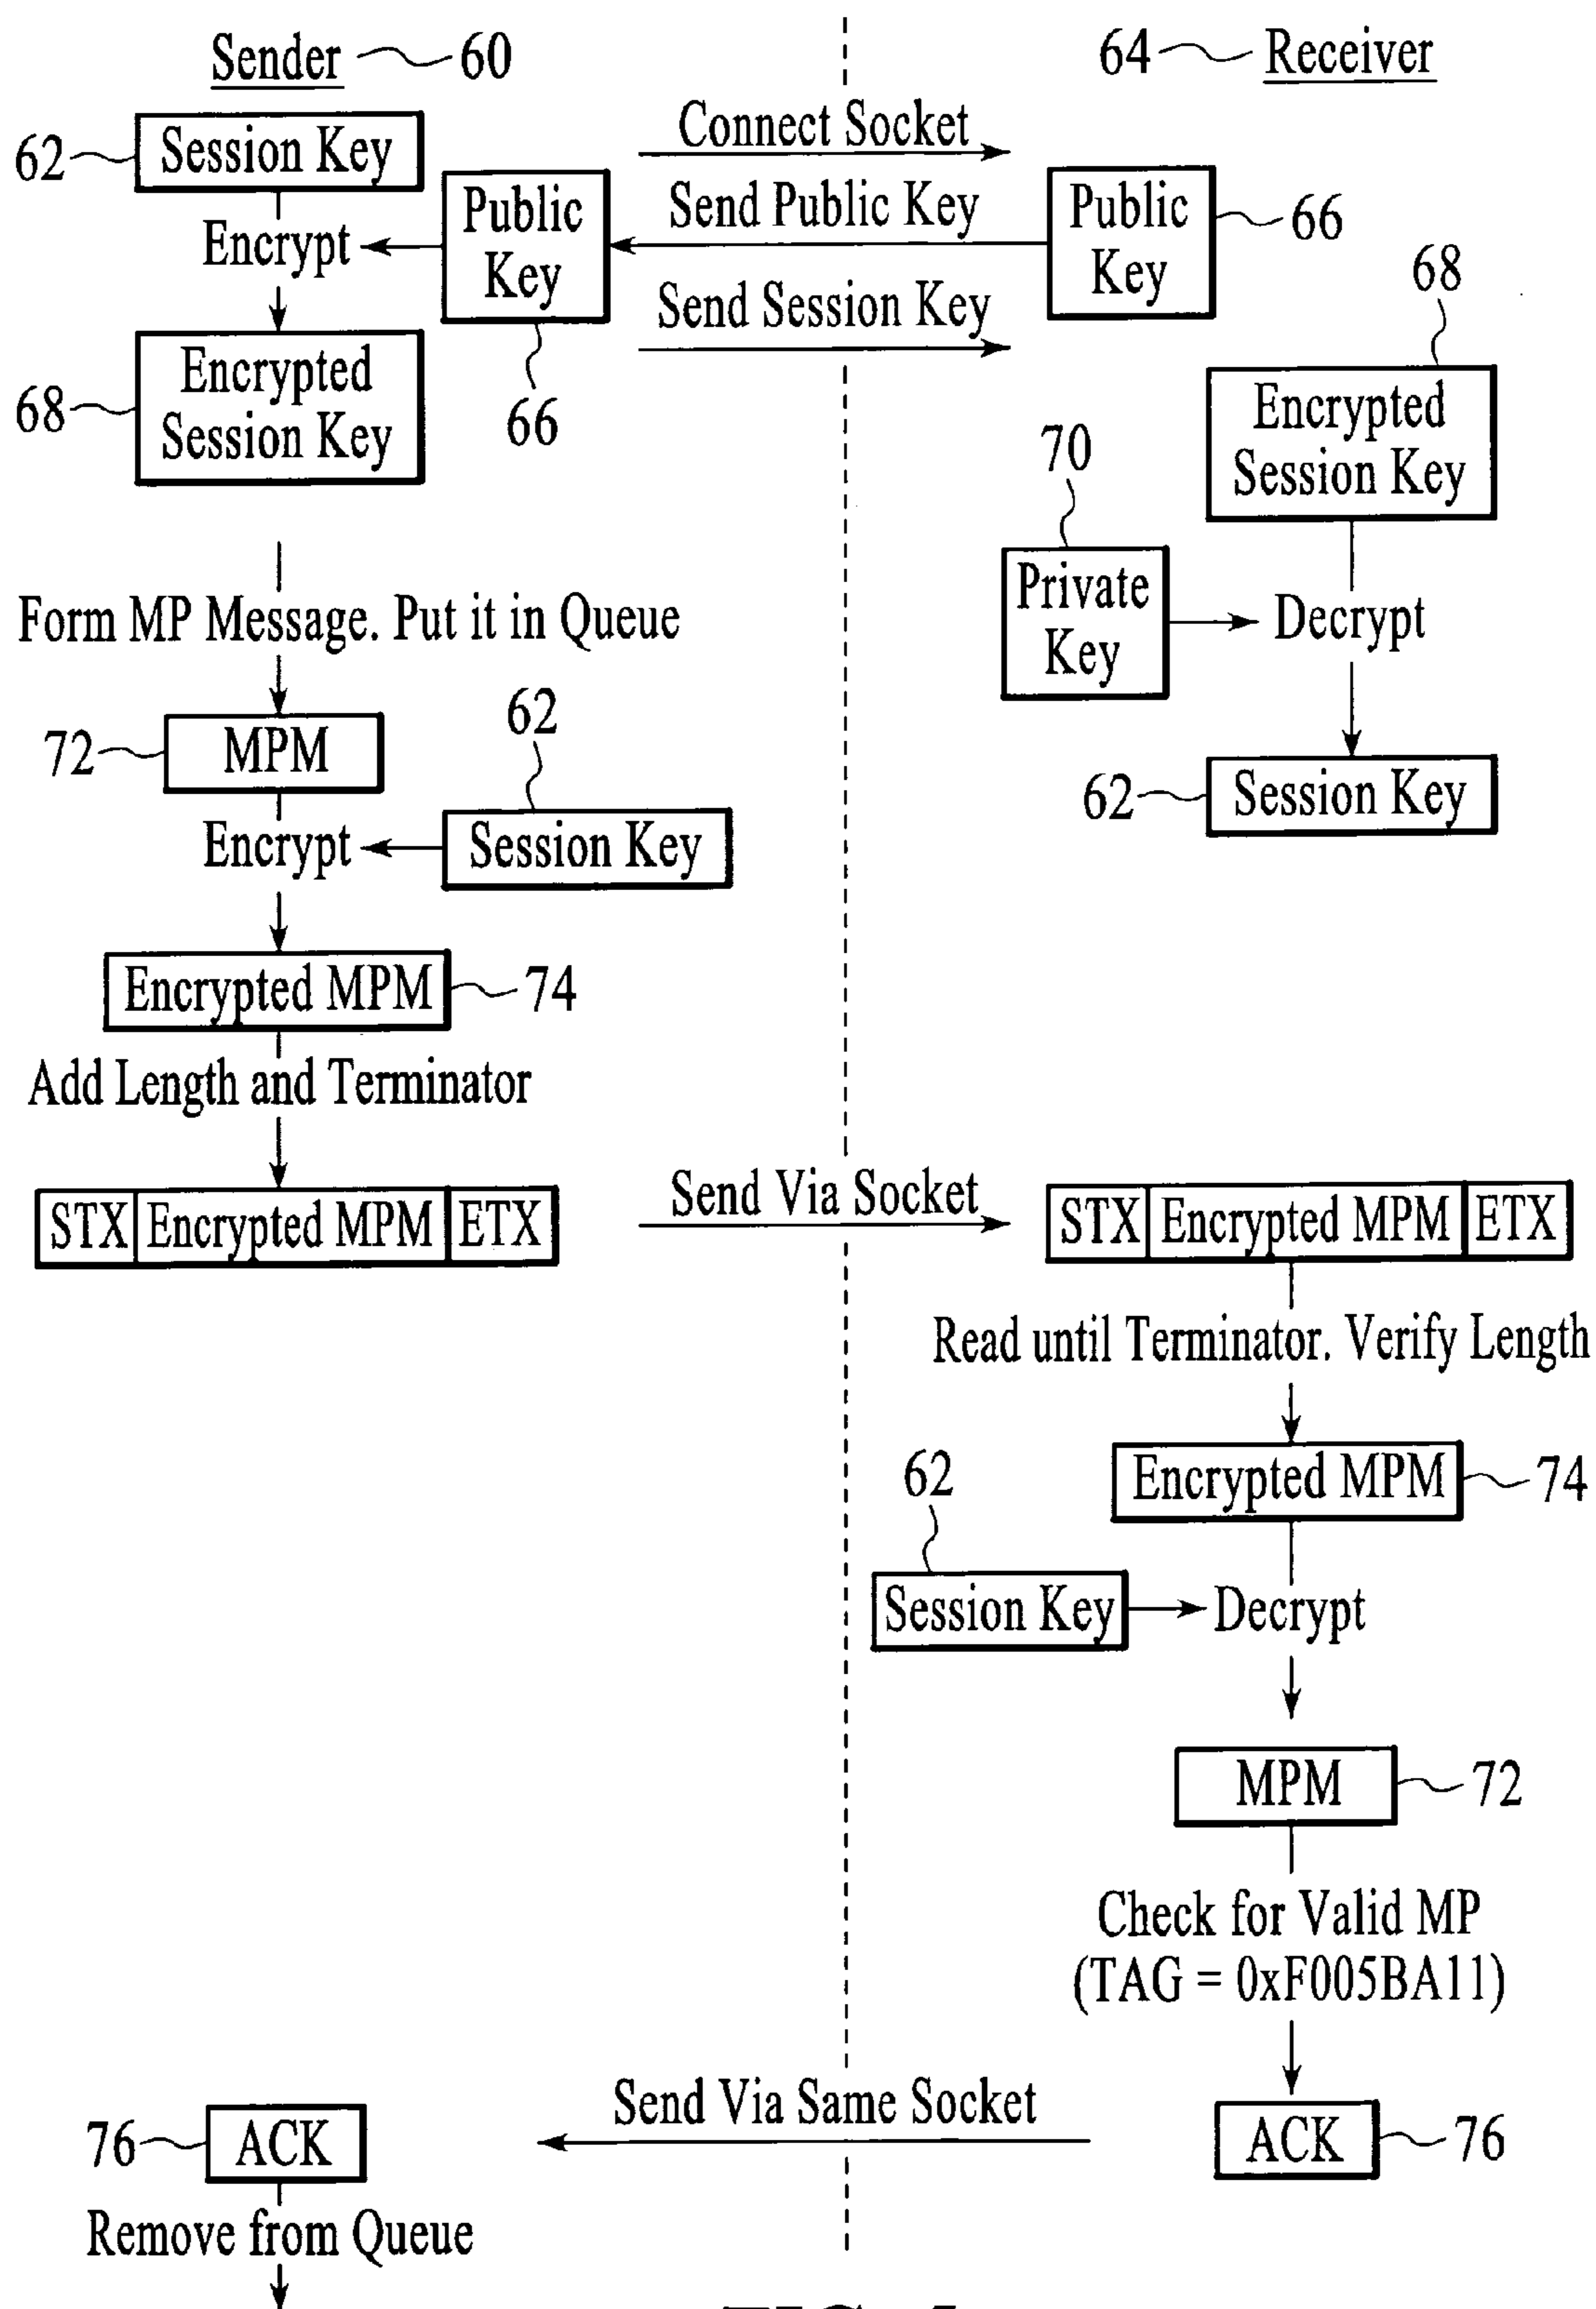 Sender 60
64 Receiver
62 Session Key
Connect Socket
Public
Key
Send Public Key
Public
Key
66
Encrypt
Send Session Key
68
Encrypted
Session Key
68
66
Encrypted
Session Key
70
Private
Key
Decrypt
Form MP Message. Put it in Queue
62
72 MPM
62 Session Key
Encrypt
Session Key
Encrypted MPM 74
Add Length and Terminator
STX Encrypted MPM ETX
Send Via Socket
STX Encrypted MPM ETX
Read until Terminator. Verify Length
Encrypted MPM 74
62
Session Key
Decrypt
MPM 72
Check for Valid MP
(TAG = 0xF005BA11)
Send Via Same Socket
76 ACK
ACK 76
Remove from Queue